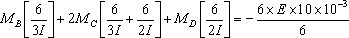 M_B[6/3I] + 2M_C[6/3I + 6/2I] + M_D[6/2I] = −(6 × E × 10 × 10⁻³)/6